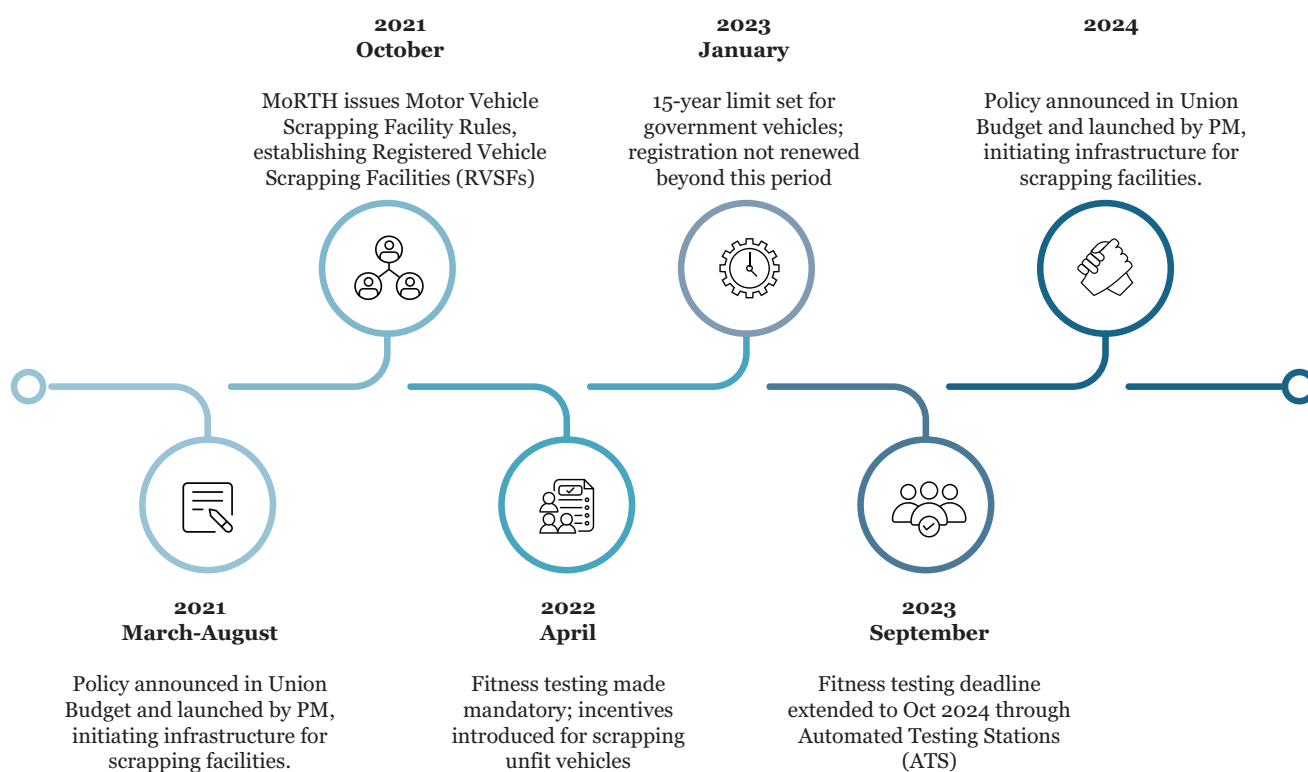 2021
October
MoRTH issues Motor Vehicle
Scrapping Facility Rules,
establishing Registered Vehicle
Scrapping Facilities (RVSFs)
2023
January
15-year limit set for
government vehicles;
registration not renewed
beyond this period
2024
Policy announced in Union
Budget and launched by PM,
initiating infrastructure for
scrapping facilities.
2021
March-August
Policy announced in Union
Budget and launched by PM,
initiating infrastructure for
scrapping facilities.
2022
April
Fitness testing made
mandatory; incentives
introduced for scrapping
unfit vehicles
2023
September
Fitness testing deadline
extended to Oct 2024 through
Automated Testing Stations
(ATS)